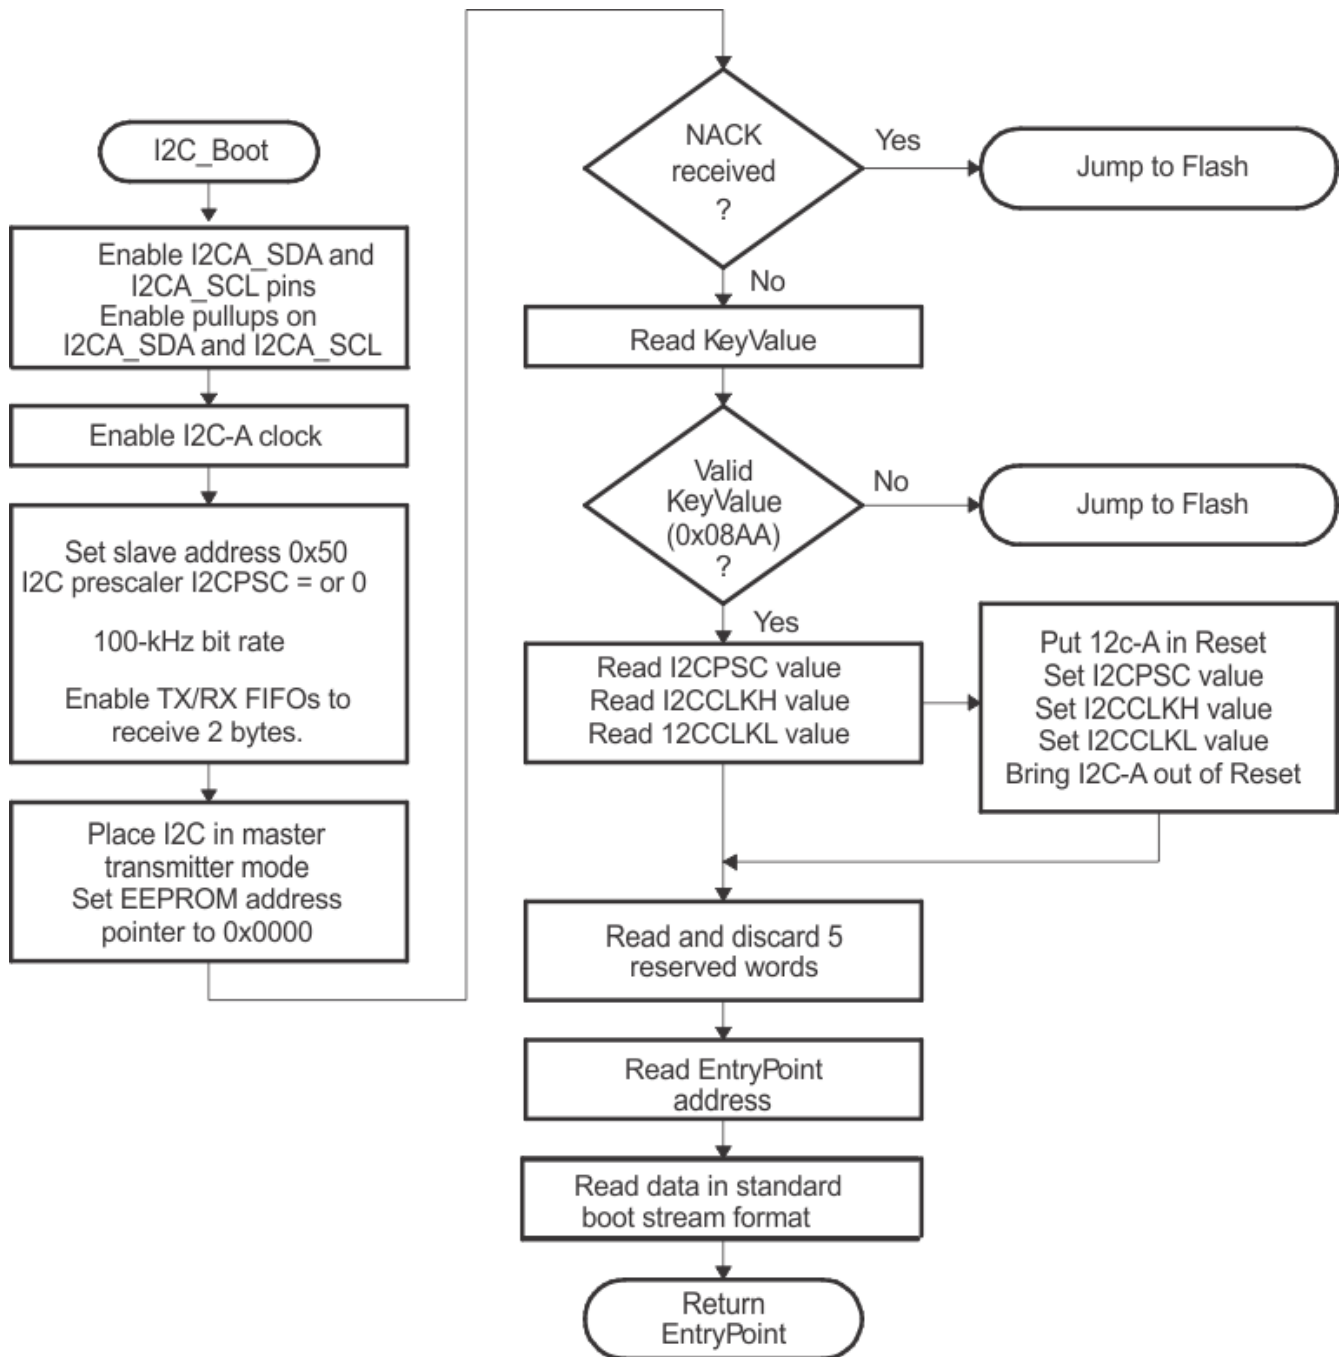 I2C_Boot
Enable I2CA_SDA and
I2CA_SCL pins
Enable pullups on
I2CA_SDA and I2CA_SCL
Enable I2C-A clock
Set slave address 0x50
I2C prescaler I2CPSC = or 0
100-kHz bit rate
Enable TX/RX FIFOs to
receive 2 bytes.
Place I2C in master
transmitter mode
Set EEPROM address
pointer to 0x0000
NACK
received
?
Yes
Jump to Flash
No
Read KeyValue
Valid
KeyValue
(0x08AA)
?
No
Jump to Flash
Yes
Read I2CPSC value
Read I2CCLKH value
Read 12CCLKL value
Put 12c-A in Reset
Set I2CPSC value
Set I2CCLKH value
Set I2CCLKL value
Bring I2C-A out of Reset
Read and discard 5
reserved words
Read EntryPoint
address
Read data in standard
boot stream format
Return
EntryPoint